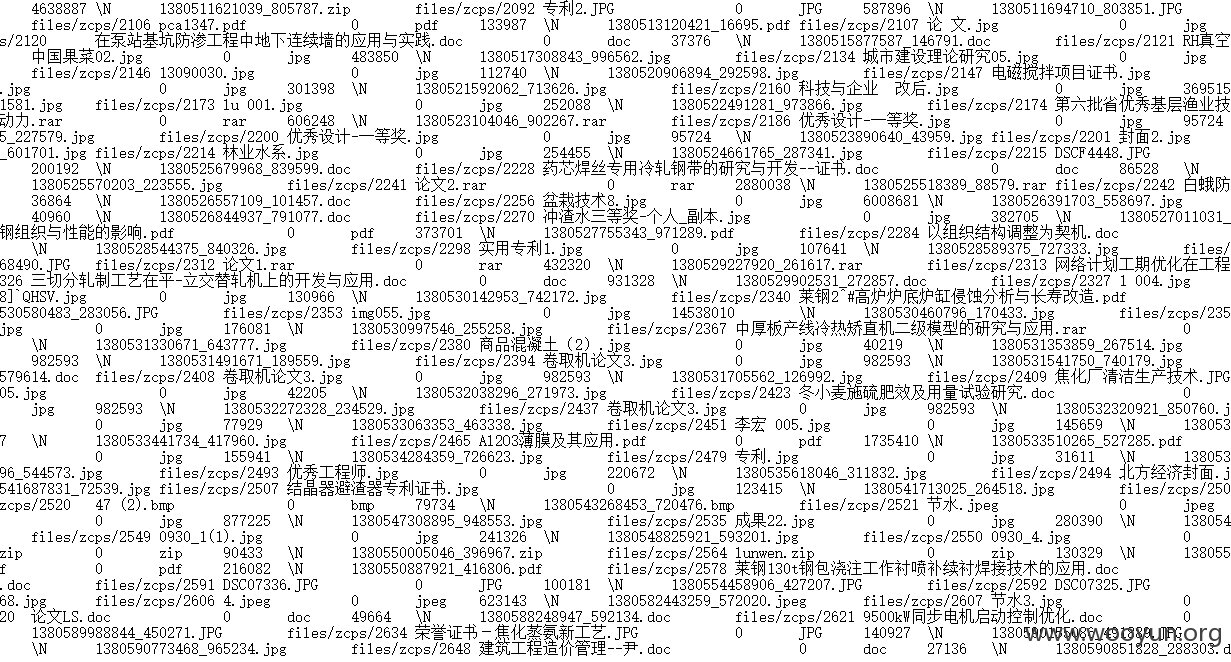 4638887 \N 1380511621039_805787.zip files/zcps/2092 专利2.JPG 0 JPG 587896 \N 1380511694710_803851.JPG
files/zcps/2106 pca1347.pdf 0 pdf 133987 \N 1380513120421_16695.pdf files/zcps/2107 论 文.jpg 0 jpg
s/2120 在泵站基坑防渗工程中地下连续墙的应用与实践.doc 0 doc 37376 \N 1380515877587_146791.doc files/zcps/2121 RH真空
中国果菜02.jpg 0 jpg 483850 \N 1380517308843_996562.jpg files/zcps/2134 城市建设理论研究05.jpg 0
files/zcps/2146 13090030.jpg 0 jpg 112740 \N 1380520906894_292598.jpg files/zcps/2147 电磁搅拌项目证书.jpg
.jpg 0 jpg 301398 \N 1380521592062_713626.jpg files/zcps/2160 科技与企业 改后.jpg 0 jpg 369515
1581.jpg files/zcps/2173 lu 001.jpg 0 jpg 252088 \N 1380522491281_973866.jpg files/zcps/2174 第六批省优秀基层渔业技
动力.rar 0 rar 606248 \N 1380523104046_902267.rar files/zcps/2186 优秀设计-一等奖.jpg 0 jpg 95724
5_227579.jpg files/zcps/2200 优秀设计-一等奖.jpg 0 jpg 95724 \N 1380523890640_43959.jpg files/zcps/2201 封面2.jpg
_601701.jpg files/zcps/2214 林业水系.jpg 0 jpg 254455 \N 1380524661765_287341.jpg files/zcps/2215 DSCF4448.JPG
200192 \N 1380525679968_839599.doc files/zcps/2228 药芯焊丝专用冷轧钢带的研究与开发--证书.doc 0 doc 86528 \N
1380525570203_223555.jpg files/zcps/2241 论文2.rar 0 rar 2880038 \N 1380525518389_88579.rar files/zcps/2242 白蛾防
36864 \N 1380526557109_101457.doc files/zcps/2256 盆栽技术8.jpg 0 jpg 6008681 \N 1380526391703_558697.jpg
40960 \N 1380526844937_791077.doc files/zcps/2270 冲渣水三等奖-个人_副本.jpg 0 jpg 382705 \N 1380527011031_
钢组织与性能的影响.pdf 0 pdf 373701 \N 1380527755343_971289.pdf files/zcps/2284 以组织结构调整为契机.doc
\N 1380528544375_840326.jpg files/zcps/2298 实用专利1.jpg 0 jpg 107641 \N 1380528589375_727333.jpg files/
68490.JPG files/zcps/2312 论文1.rar 0 rar 432320 \N 1380529227920_261617.rar files/zcps/2313 网络计划工期优化在工程
326 三切分轧制工艺在平-立交替轧机上的开发与应用.doc 0 doc 931328 \N 1380529902531_272857.doc files/zcps/2327 1 004.jpg
8]`QHSV.jpg 0 jpg 130966 \N 1380530142953_742172.jpg files/zcps/2340 莱钢2^#高炉炉底炉缸侵蚀分析与长寿改造.pdf
530580483_283056.JPG files/zcps/2353 img055.jpg 0 jpg 14538010 \N 1380530460796_170433.jpg files/zcps/235
jpg 0 jpg 176081 \N 1380530997546_255258.jpg files/zcps/2367 中厚板产线冷热矫直机二级模型的研究与应用.rar 0
\N 1380531330671_643777.jpg files/zcps/2380 商品混凝土（2）.jpg 0 jpg 40219 \N 1380531353859_267514.jpg
982593 \N 1380531491671_189559.jpg files/zcps/2394 卷取机论文3.jpg 0 jpg 982593 \N 1380531541750_740179.jpg
579614.doc files/zcps/2408 卷取机论文3.jpg 0 jpg 982593 \N 1380531705562_126992.jpg files/zcps/2409 焦化厂清洁生产技术.JPG
05.jpg 0 jpg 42205 \N 1380532038296_271973.jpg files/zcps/2423 冬小麦施硫肥效及用量试验研究.doc 0
jpg 982593 \N 1380532272328_234529.jpg files/zcps/2437 卷取机论文3.jpg 0 jpg 982593 \N 1380532320921_850760.j
0 jpg 77929 \N 1380533063353_463338.jpg files/zcps/2451 李宏 005.jpg 0 jpg 145659 \N 138053
7 \N 1380533441734_417960.jpg files/zcps/2465 Al2O3薄膜及其应用.pdf 0 pdf 1735410 \N 1380533510265_527285.pdf
0 jpg 155941 \N 1380534284359_726623.jpg files/zcps/2479 专利.jpg 0 jpg 31611 \N 138053
96_544573.jpg files/zcps/2493 优秀工程师.jpg 0 jpg 220672 \N 1380535618046_311832.jpg files/zcps/2494 北方经济封面.j
541687831_72539.jpg files/zcps/2507 结晶器避渣器专利证书.jpg 0 jpg 123415 \N 1380541713025_264518.jpg files/zcps/250
zcps/2520 47 (2).bmp 0 bmp 79734 \N 1380543268453_720476.bmp files/zcps/2521 节水.jpeg 0 jpeg
0 jpg 877225 \N 1380547308895_948553.jpg files/zcps/2535 成果22.jpg 0 jpg 280390 \N 138054
files/zcps/2549 0930_1(1).jpg 0 jpg 241326 \N 1380548825921_593201.jpg files/zcps/2550 0930_4.jpg 0
zip 0 zip 90433 \N 1380550005046_396967.zip files/zcps/2564 lunwen.zip 0 zip 130329 \N 138055
f 0 pdf 216082 \N 1380550887921_416806.pdf files/zcps/2578 莱钢130t钢包浇注工作衬喷补续衬焊接技术的应用.doc
.doc files/zcps/2591 DSC07336.JPG 0 JPG 100181 \N 1380554458906_427207.JPG files/zcps/2592 DSC07325.JPG
68.jpg files/zcps/2606 4.jpeg 0 jpeg 623143 \N 1380582443259_572020.jpeg files/zcps/2607 节水3.jpg 0
20 论文LS.doc 0 doc 49664 \N 1380588248947_592134.doc files/zcps/2621 9500kW同步电机启动控制优化.doc 0
1380589988844_450271.JPG files/zcps/2634 荣誉证书－焦化蒸氨新工艺.JPG 0 JPG 140927 \N
1380590773468_965234.jpg files/zcps/2648 建筑工程造价管理--尹.doc 0 doc 27136 \N 1380590851828_288303.d
www.wooyun.org